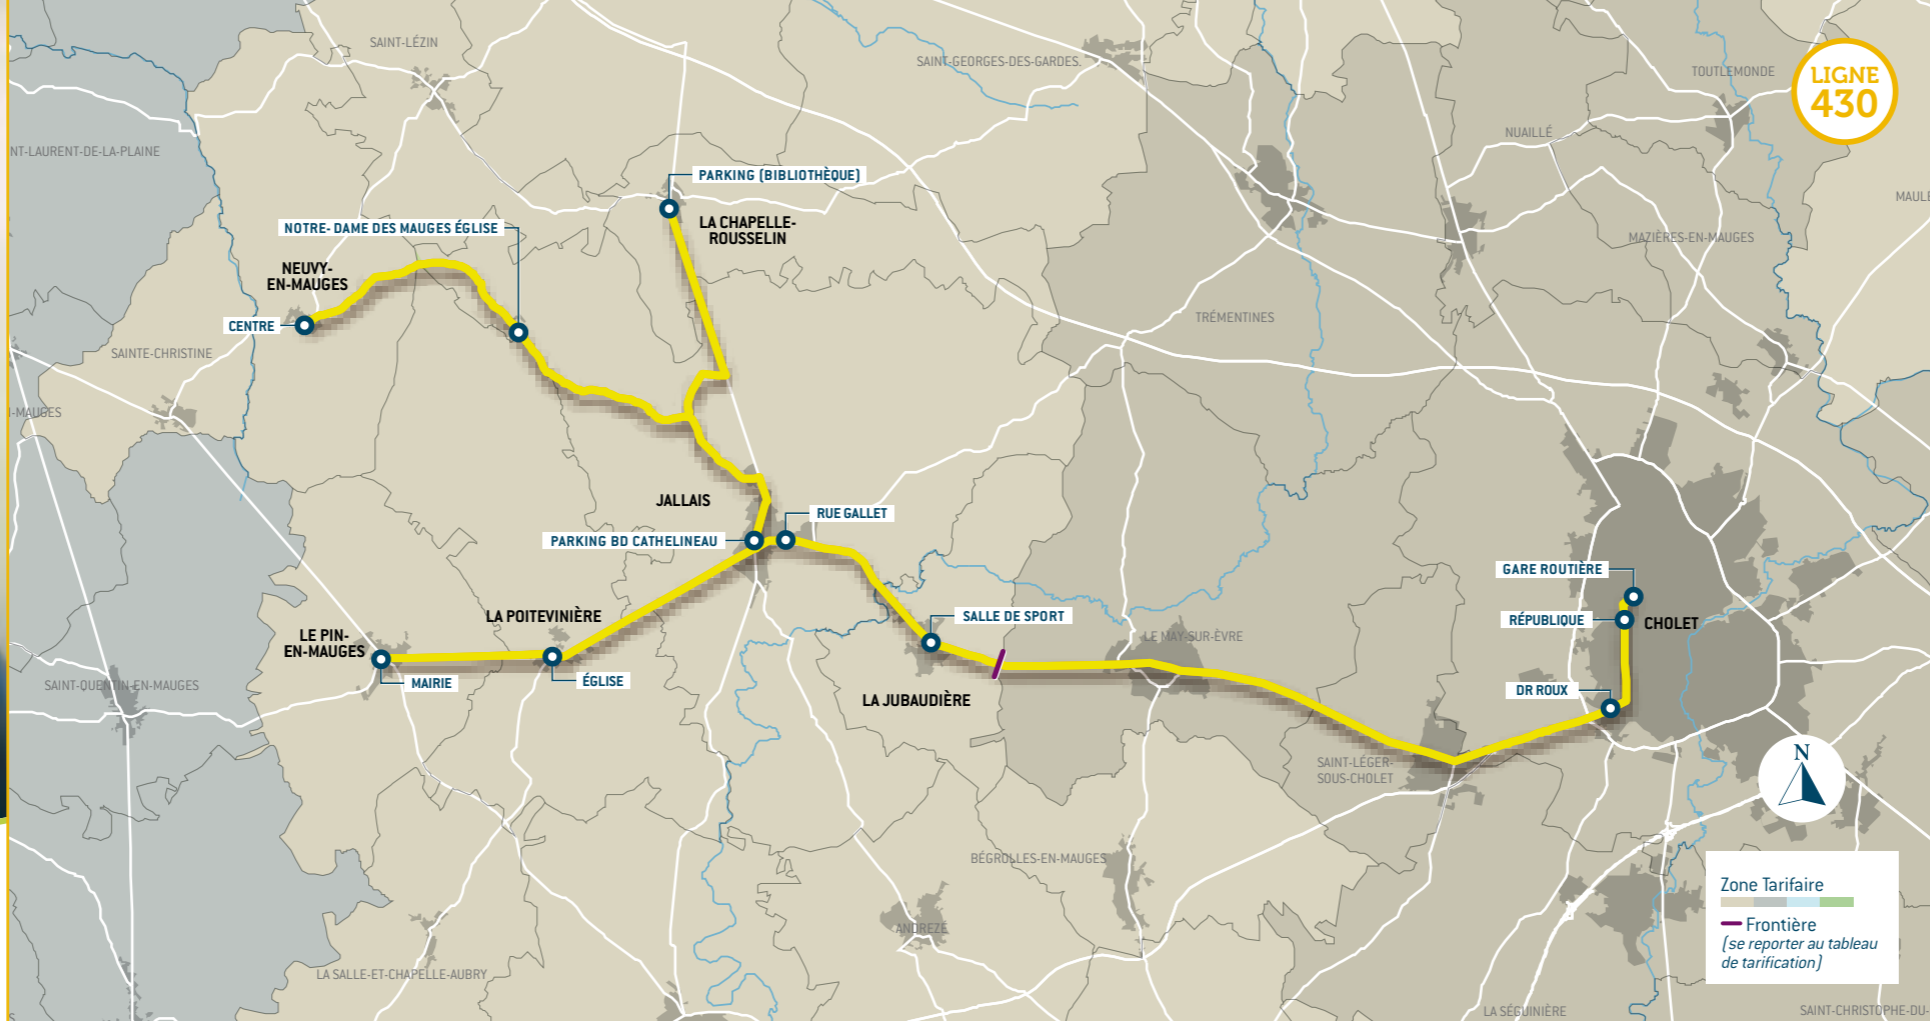 SAINT-LÉZIN
SAINT-GEORGES-DES-GARDES
TOUTLEMONDE
LIGNE
430
NUAILLÉ
NT-LAURENT-DE-LA-PLAINE
PARKING (BIBLIOTHÈQUE)
MAULE
LA CHAPELLE-
ROUSSELIN
NOTRE- DAME DES MAUGES ÉGLISE
MAZIÈRES-EN-MAUGES
NEUVY-
EN-MAUGES
CENTRE
TRÉMENTINES
SAINTE-CHRISTINE
-MAUGES
JALLAIS
RUE GALLET
PARKING BD CATHELINEAU
GARE ROUTIÈRE
SALLE DE SPORT
LA POITEVINIÈRE
RÉPUBLIQUE
CHOLET
LE PIN-
EN-MAUGES
LE MAY-SUR-ÈVRE
MAIRIE
ÉGLISE
SAINT-QUENTIN-EN-MAUGES
DR ROUX
LA JUBAUDIÈRE
SAINT-LÉGER-
SOUS-CHOLET
N
BÉGROLLES-EN-MAUGES
Zone Tarifaire
Frontière
(se reporter au tableau
de tarification)
ANDREZÉ
LA SALLE-ET-CHAPELLE-AUBRY
LA SÉGUINIÈRE
SAINT-CHRISTOPHE-DU-